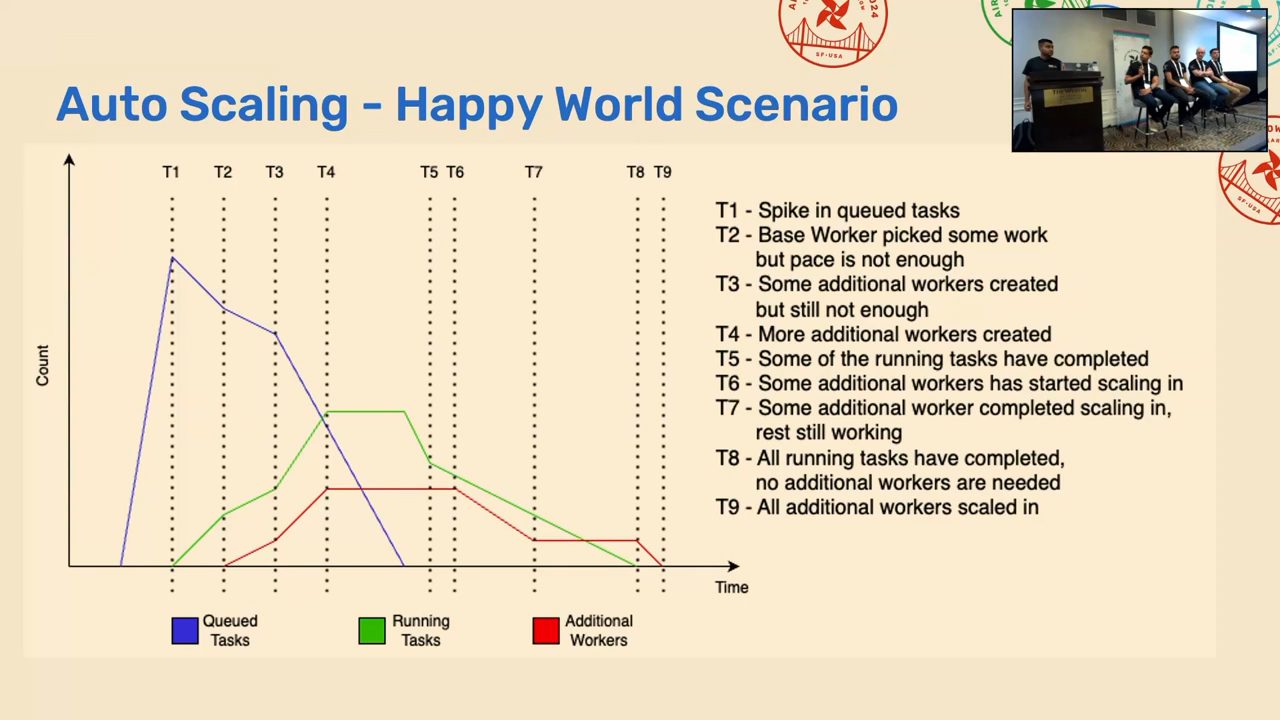 2024
SF-USA
Auto Scaling - Happy World Scenario
T1 T2 T3 T4 T5 T6 T7 T8 T9
Count
T1 - Spike in queued tasks
T2 - Base Worker picked some work
but pace is not enough
T3 - Some additional workers created
but still not enough
T4 - More additional workers created
T5 - Some of the running tasks have completed
T6 - Some additional workers has started scaling in
T7 - Some additional worker completed scaling in,
rest still working
T8 - All running tasks have completed,
no additional workers are needed
T9 - All additional workers scaled in
Time
Queued
Tasks
Running
Tasks
Additional
Workers
SF-USA